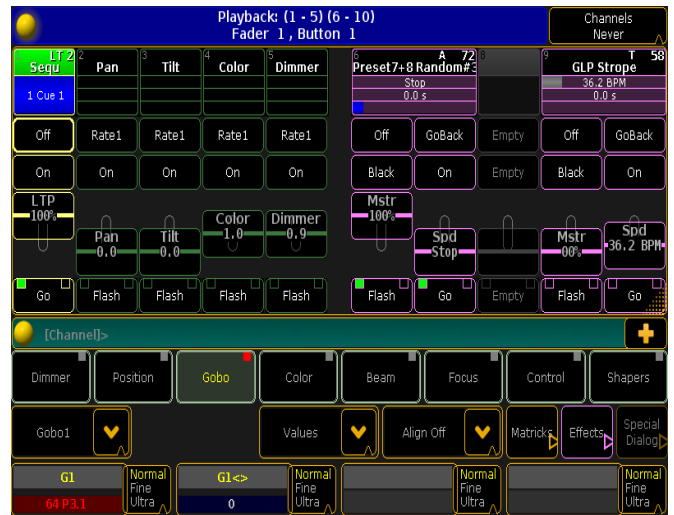 Playback: (1 - 5) (6 - 10)
Fader 1 , Button 1
Channels
Never
LT 2 2 3 4 5 6 A 72 8 9 T 58
Sequ Pan Tilt Color Dimmer Preset7+8 Random#3 GLP Strope
Stop 36.2 BPM
1 Cue 1 0.0 s 0.0 s
Off Rate1 Rate1 Rate1 Rate1 Off GoBack Empty Off GoBack
On On On On On Black On Empty Black On
LTP Mstr
100% Color Dimmer 100%
1.0 0.9
Pan Tilt Spd Mstr Spd
0.0 0.0 Stop 00% 36.2 BPM
Go Flash Flash Flash Flash Flash Go Empty Flash Go
[Channel]>
Dimmer Position Gobo Color Beam Focus Control Shapers
Gobo1 Values Align Off Matricks Effects Special
Dialog
G1 Normal G1<> Normal Normal Normal
Fine Fine Fine Fine
64 P3.1 Ultra 0 Ultra Ultra Ultra